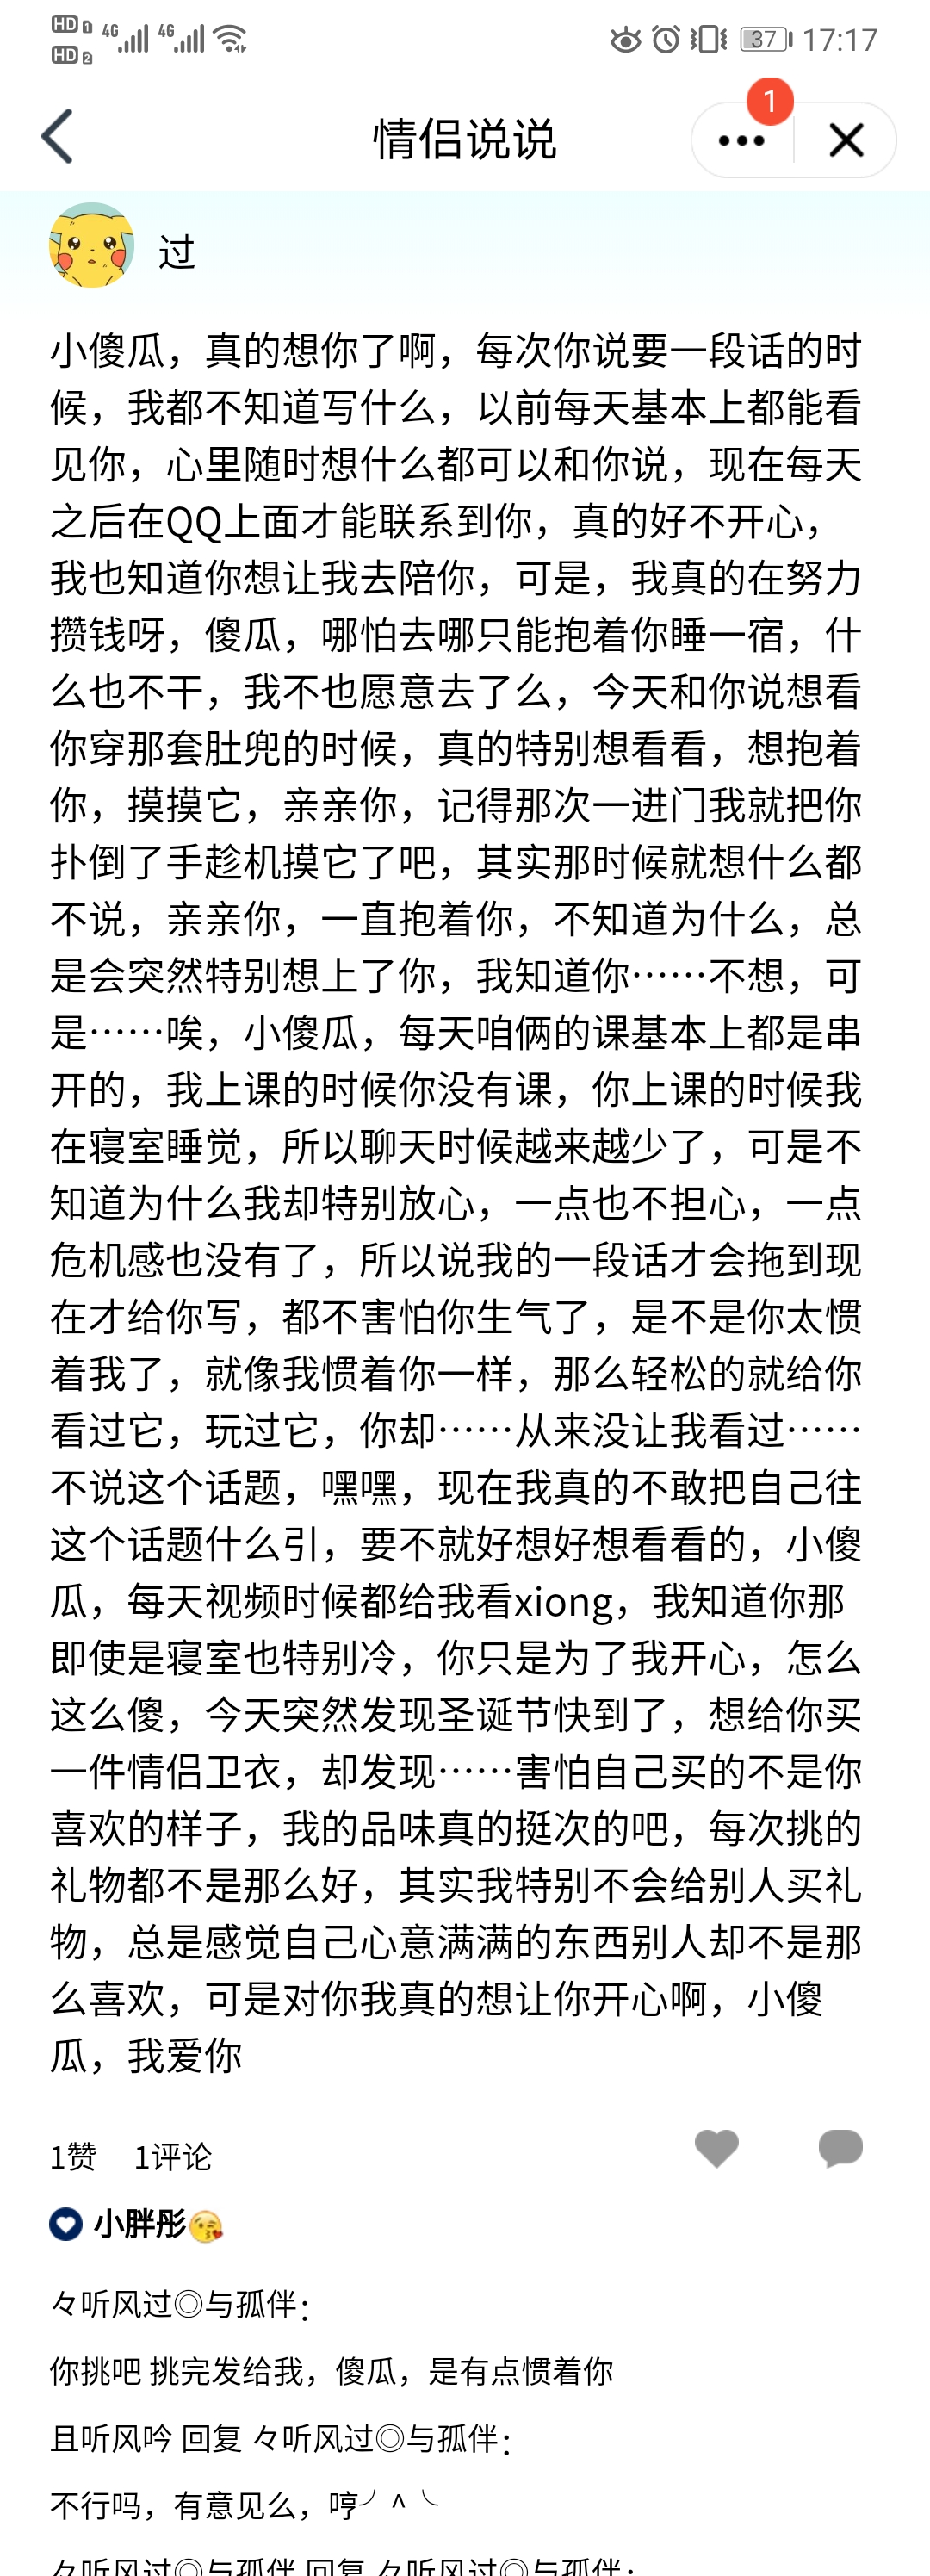 HD 1 4G 4G
HD 2
37 17:17
情侣说说
1
过
小傻瓜，真的想你了啊，每次你说要一段话的时
候，我都不知道写什么，以前每天基本上都能看
见你，心里随时想什么都可以和你说，现在每天
之后在QQ上面才能联系到你，真的好不开心，
我也知道你想让我去陪你，可是，我真的在努力
攒钱呀，傻瓜，哪怕去哪只能抱着你睡一宿，什
么也不干，我不也愿意去了么，今天和你说想看
你穿那套肚兜的时候，真的特别想看看，想抱着
你，摸摸它，亲亲你，记得那次一进门我就把你
扑倒了手趁机摸它了吧，其实那时候就想什么都
不说，亲亲你，一直抱着你，不知道为什么，总
是会突然特别想上了你，我知道你……不想，可
是……唉，小傻瓜，每天咱俩的课基本上都是串
开的，我上课的时候你没有课，你上课的时候我
在寝室睡觉，所以聊天时候越来越少了，可是不
知道为什么我却特别放心，一点也不担心，一点
危机感也没有了，所以说我的一段话才会拖到现
在才给你写，都不害怕你生气了，是不是你太惯
着我了，就像我惯着你一样，那么轻松的就给你
看过它，玩过它，你却……从来没让我看过……
不说这个话题，嘿嘿，现在我真的不敢把自己往
这个话题什么引，要不就好想好想看看的，小傻
瓜，每天视频时候都给我看xiong，我知道你那
即使是寝室也特别冷，你只是为了我开心，怎么
这么傻，今天突然发现圣诞节快到了，想给你买
一件情侣卫衣，却发现……害怕自己买的不是你
喜欢的样子，我的品味真的挺次的吧，每次挑的
礼物都不是那么好，其实我特别不会给别人买礼
物，总是感觉自己心意满满的东西别人却不是那
么喜欢，可是对你我真的想让你开心啊，小傻
瓜，我爱你
1赞 1评论
小胖彤😘
々听风过◎与孤伴：
你挑吧 挑完发给我，傻瓜，是有点惯着你
且听风吟 回复 々听风过◎与孤伴：
不行吗，有意见么，哼╯^╰
々听风过◎与孤伴 回复 々听风过◎与孤伴：